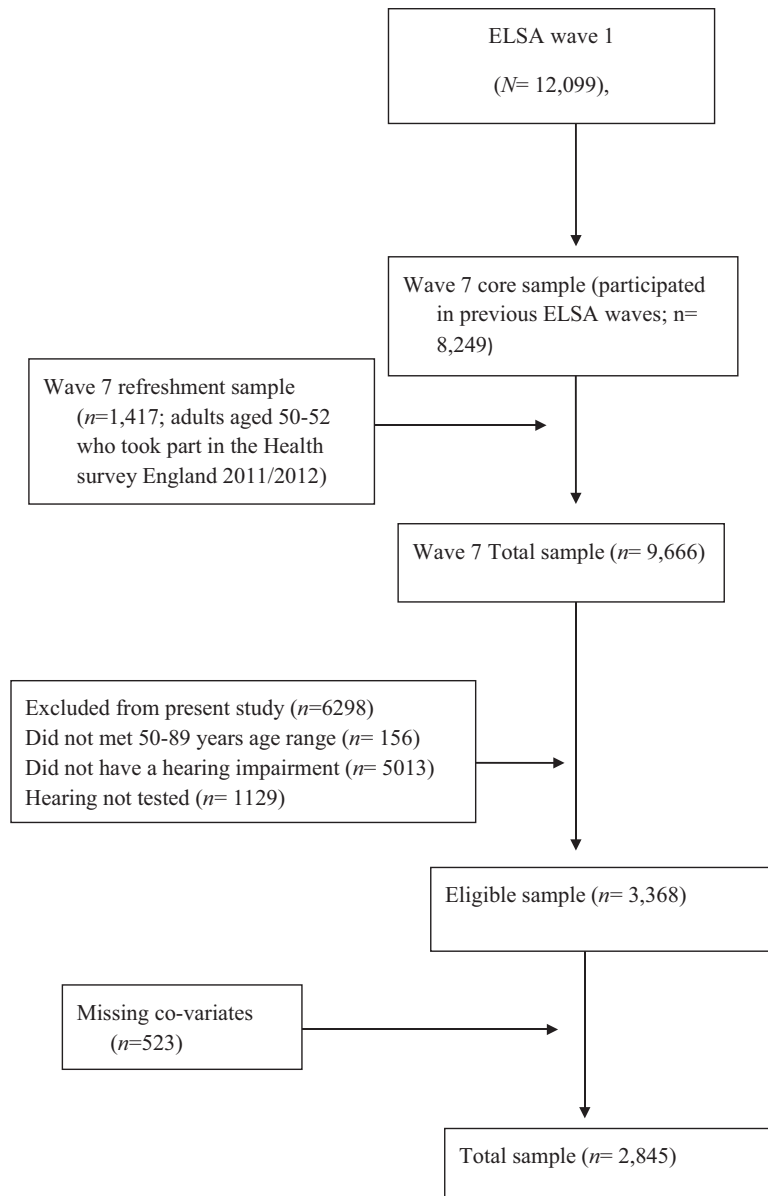 ELSA wave 1
(N= 12,099),
Wave 7 core sample (participated
in previous ELSA waves; n=
8,249)
Wave 7 refreshment sample
(n=1,417; adults aged 50-52
who took part in the Health
survey England 2011/2012)
Wave 7 Total sample (n= 9,666)
Excluded from present study (n=6298)
Did not met 50-89 years age range (n= 156)
Did not have a hearing impairment (n= 5013)
Hearing not tested (n= 1129)
Eligible sample (n= 3,368)
Missing co-variates
(n=523)
Total sample (n= 2,845)